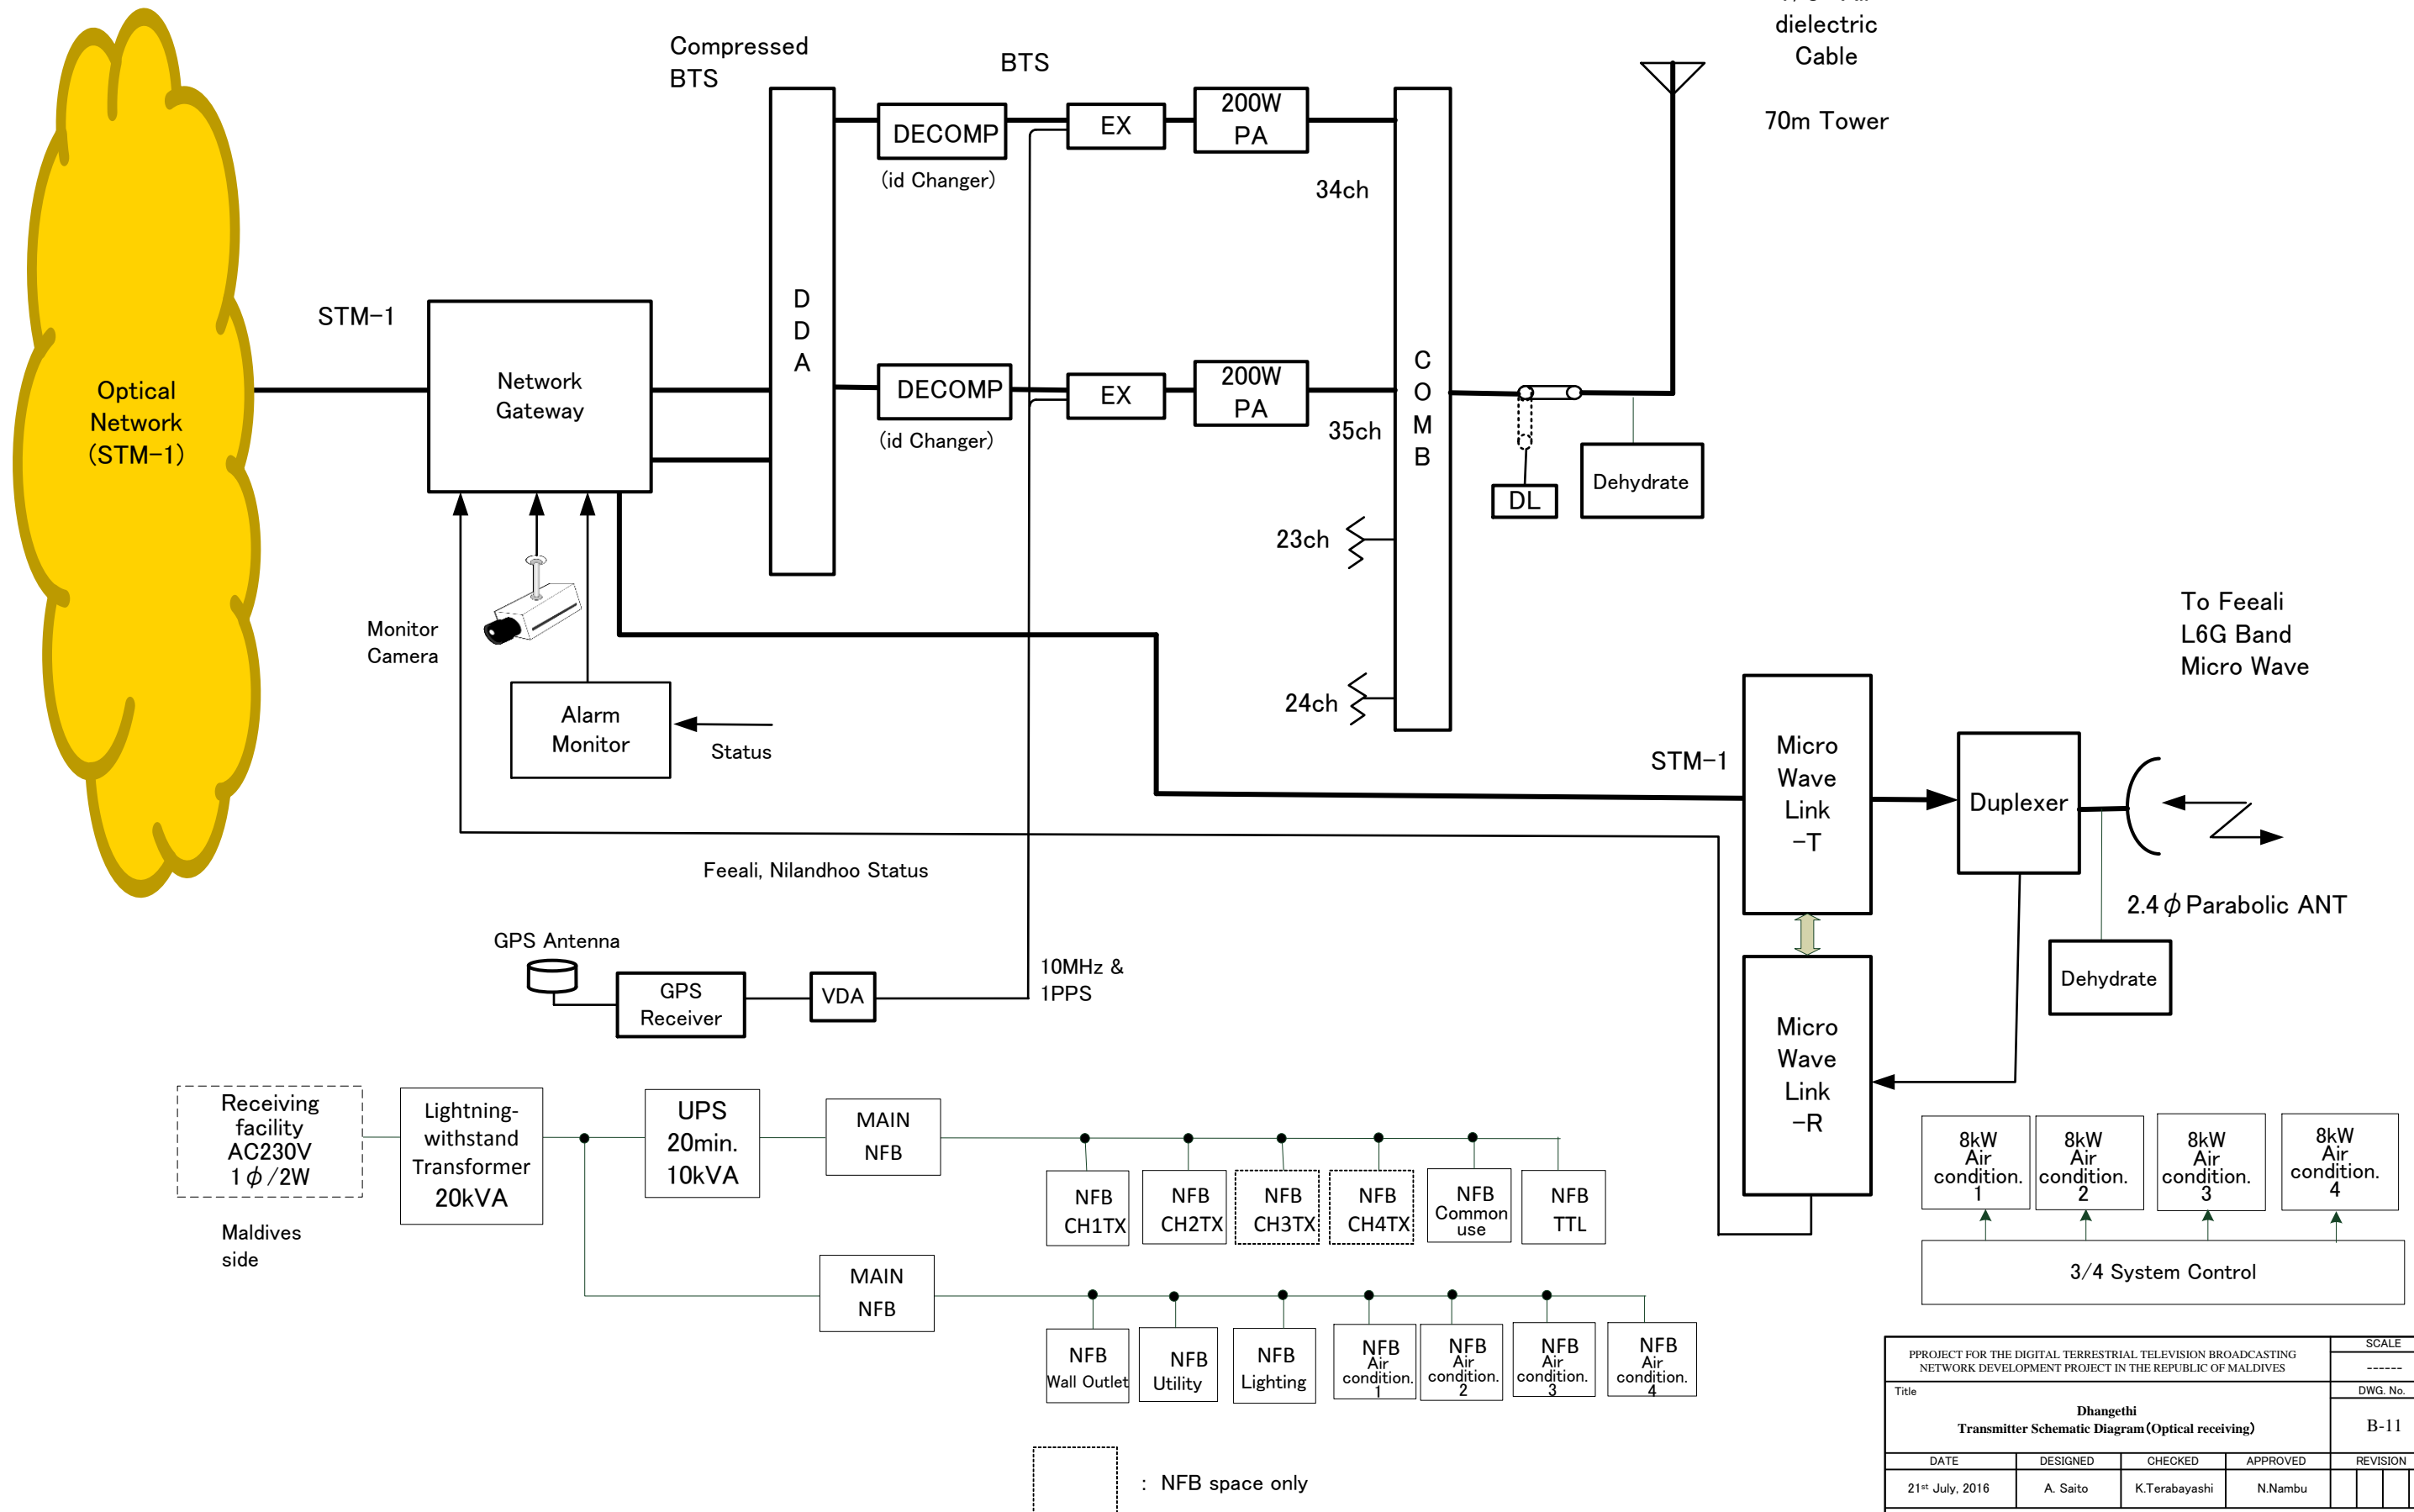 dielectric
Cable
70m Tower
Compressed
BTS
BTS
DECOMP
(id Changer)
EX
200W
PA
34ch
D
D
A
STM-1
Optical
Network
(STM-1)
Network
Gateway
DECOMP
(id Changer)
EX
200W
PA
35ch
C
O
M
B
23ch
24ch
DL
Dehydrate
Monitor
Camera
Alarm
Monitor
Status
To Feeali
L6G Band
Micro Wave
STM-1
Micro
Wave
Link
-T
Duplexer
2.4φParabolic ANT
Dehydrate
Feeali, Nilandhoo Status
GPS Antenna
GPS
Receiver
VDA
10MHz &
1PPS
Micro
Wave
Link
-R
Receiving
facility
AC230V
1φ/2W
Maldives
side
Lightning-
withstand
Transformer
20kVA
UPS
20min.
10kVA
MAIN
NFB
NFB
CH1TX
NFB
CH2TX
NFB
CH3TX
NFB
CH4TX
NFB
Common
use
NFB
TTL
MAIN
NFB
NFB
Wall Outlet
NFB
Utility
NFB
Lighting
NFB
Air
condition.
1
NFB
Air
condition.
2
NFB
Air
condition.
3
NFB
Air
condition.
4
8kW
Air
condition.
1
8kW
Air
condition.
2
8kW
Air
condition.
3
8kW
Air
condition.
4
3/4 System Control
: NFB space only
PPROJECT FOR THE DIGITAL TERRESTRIAL TELEVISION BROADCASTING
NETWORK DEVELOPMENT PROJECT IN THE REPUBLIC OF MALDIVES
SCALE
------
Title
Dhangethi
Transmitter Schematic Diagram(Optical receiving)
DWG. No.
B-11
DATE
DESIGNED
CHECKED
APPROVED
REVISION
21st July, 2016
A. Saito
K.Terabayashi
N.Nambu